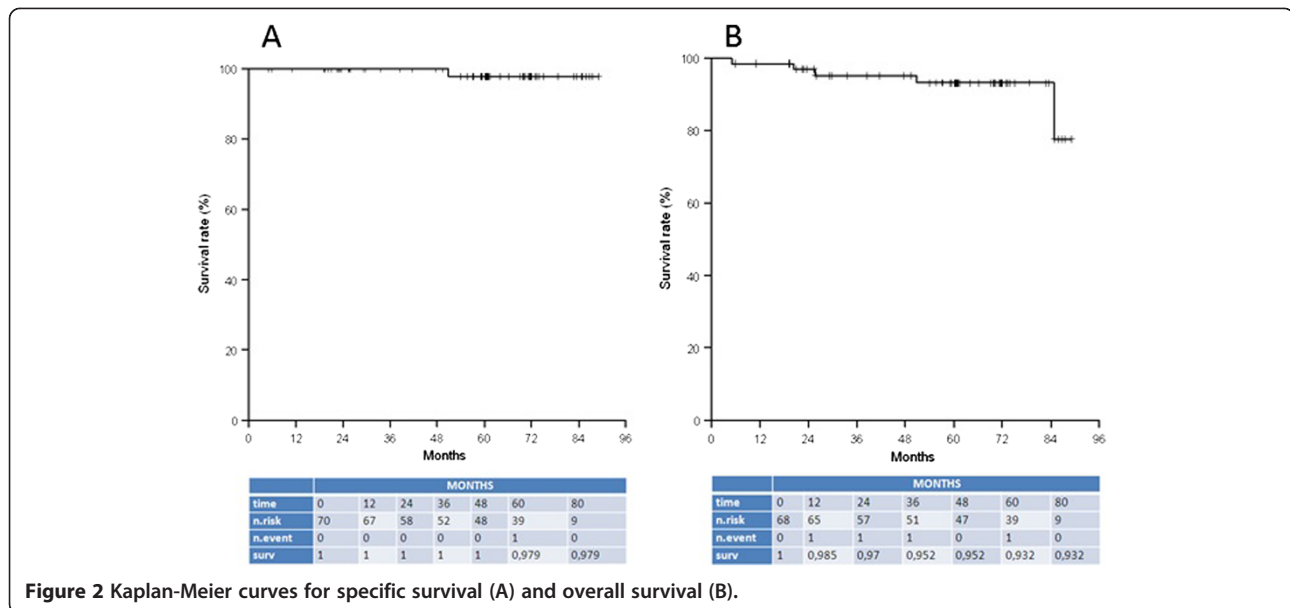 A
B
100
80
60
40
20
0
Survival rate (%)
0 12 24 36 48 60 72 84 96
Months
100
80
60
40
20
0
Survival rate (%)
0 12 24 36 48 60 72 84 96
Months
MONTHS
time 0 12 24 36 48 60 80
n.risk 70 67 58 52 48 39 9
n.event 0 0 0 0 0 1 0
surv 1 1 1 1 1 0,979 0,979
MONTHS
time 0 12 24 36 48 60 80
n.risk 68 65 57 51 47 39 9
n.event 0 1 1 1 0 1 0
surv 1 0,985 0,97 0,952 0,952 0,932 0,932
Figure 2 Kaplan-Meier curves for specific survival (A) and overall survival (B).